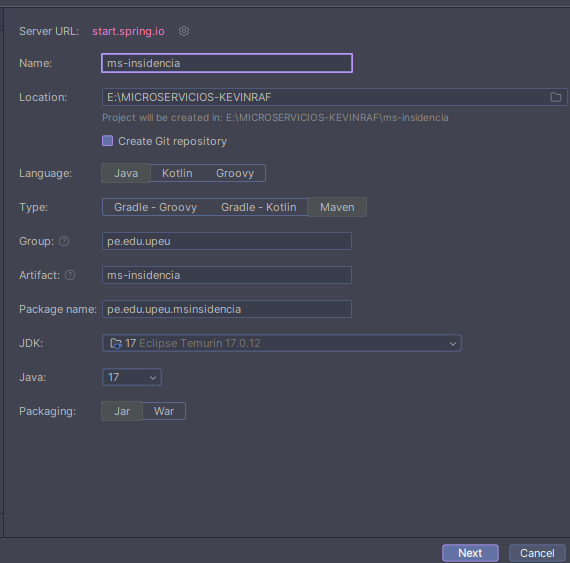 Server URL: start.spring.io
Name: ms-insidencia
Location: E:\MICROSERVICIOS-KEVINRAF
Project will be created in: E:\MICROSERVICIOS-KEVINRAF\ms-insidencia
Create Git repository
Language: Java Kotlin Groovy
Type: Gradle - Groovy Gradle - Kotlin Maven
Group: ? pe.edu.upeu
Artifact: ? ms-insidencia
Package name: pe.edu.upeu.msinsidencia
JDK: 17 Eclipse Temurin 17.0.12
Java: 17
Packaging: Jar War
Next Cancel